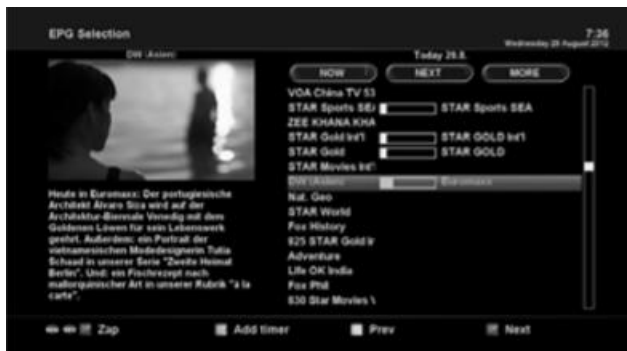 EPG Selection
7:36
Wednesday 29 August 2012
DW (Asien)
Today 29.8.
NOW
NEXT
MORE
VOA China TV 53
STAR Sports SEA
STAR Sports SEA
ZEE KHANA KHA
STAR Gold Int'l
STAR GOLD Int'l
STAR Gold
STAR GOLD
STAR Movies Int'l
DW (Asien)
Euromaxx
Nat. Geo
STAR World
Fox History
825 STAR Gold Ir
Adventure
Life OK India
Fox Phil
830 Star Movies V
Heute in Euromaxx: Der portugiesische
Architekt Álvaro Siza wird auf der
Architektur-Biennale Venedig mit dem
Goldenen Löwen für sein Lebenswerk
geehrt. Außerdem: ein Portrait der
vietnamesischen Modedesignerin Tutia
Schaad in unserer Serie "Zweite Heimat
Berlin". Und: ein Fischrezept nach
mallorquinischer Art in unserer Rubrik "à la
carte".
Zap
Add timer
Prev
Next